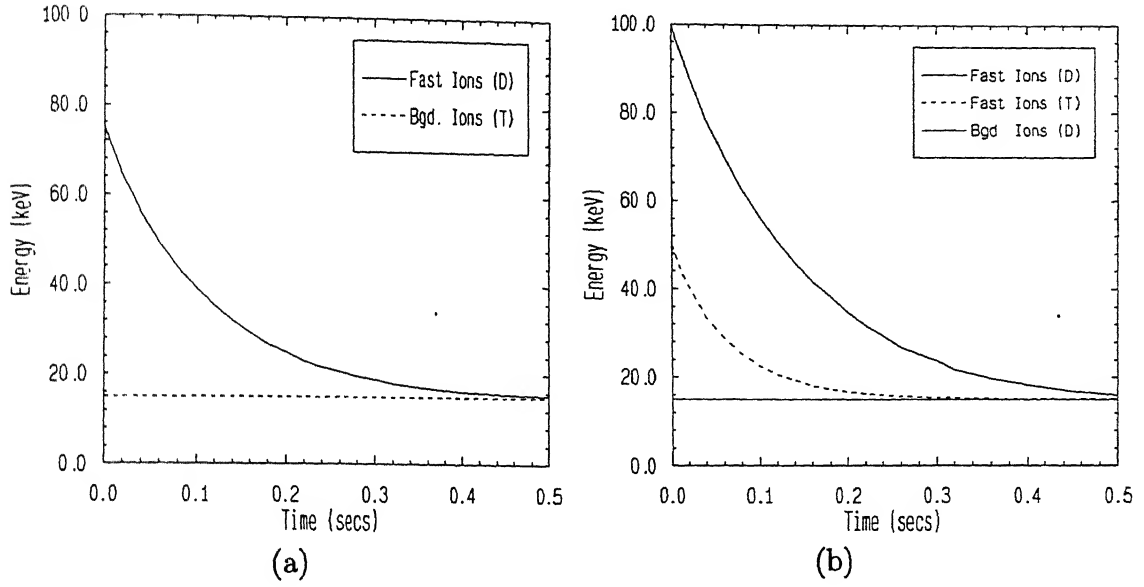 100.0
80.0
60.0
40.0
20.0
0.0
Energy (keV)
Fast Ions (D)
Bgd. Ions (T)
0.0 0.1 0.2 0.3 0.4 0.5
Time (secs)
(a)
100.0
80.0
60.0
40.0
20.0
0.0
Energy (keV)
Fast Ions (D)
Fast Ions (T)
Bgd Ions (D)
0.0 0.1 0.2 0.3 0.4 0.5
Time (secs)
(b)